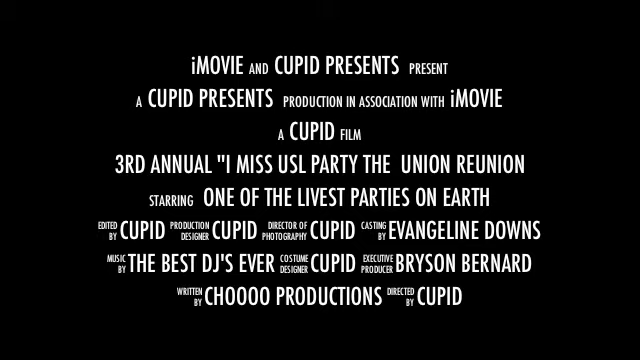 iMOVIE AND CUPID PRESENTS PRESENT
A CUPID PRESENTS PRODUCTION IN ASSOCIATION WITH iMOVIE
A CUPID FILM
3RD ANNUAL "I MISS USL PARTY THE UNION REUNION
STARRING ONE OF THE LIVEST PARTIES ON EARTH
EDITED BY CUPID PRODUCTION DESIGNER CUPID DIRECTOR OF PHOTOGRAPHY CUPID CASTING BY EVANGELINE DOWNS
MUSIC BY THE BEST DJ'S EVER COSTUME DESIGNER CUPID EXECUTIVE PRODUCER BRYSON BERNARD
WRITTEN BY CHOOOO PRODUCTIONS DIRECTED BY CUPID